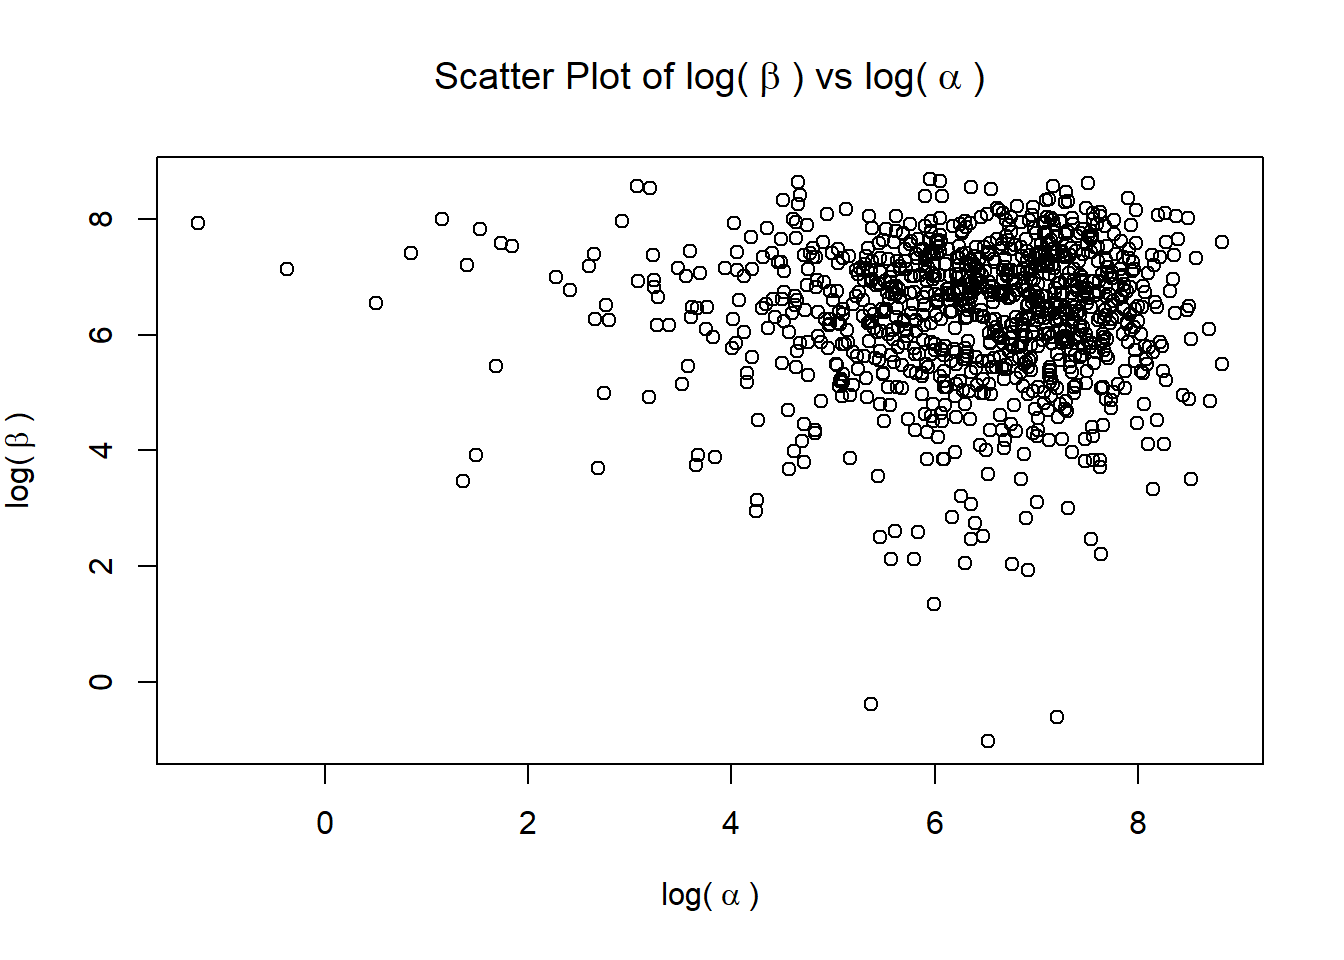 Scatter Plot of log( β ) vs log( α )
log( β )
8
6
4
2
0
0 2 4 6 8
log( α )